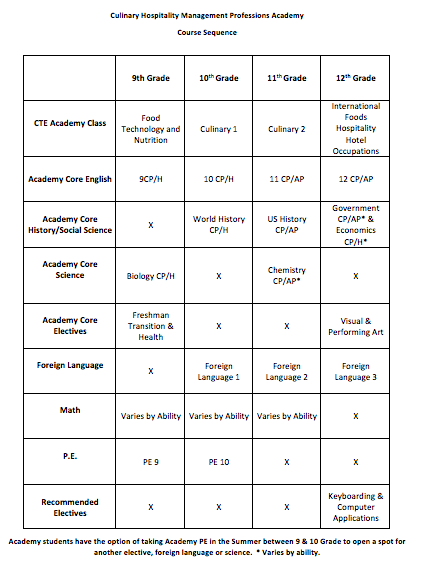 Culinary Hospitality Management Professions Academy
Course Sequence
9th Grade 10th Grade 11th Grade 12th Grade
CTE Academy Class
Food
Technology and
Nutrition
Culinary 1
Culinary 2
International
Foods
Hospitality
Hotel
Occupations
Academy Core English
9CP/H
10 CP/H
11 CP/AP
12 CP/AP
Academy Core
History/Social Science
X
World History
CP/H
US History
CP/AP
Government
CP/AP* &
Economics
CP/H*
Academy Core
Science
Biology CP/H
X
Chemistry
CP/AP*
X
Academy Core
Electives
Freshman
Transition &
Health
X
X
Visual &
Performing Art
Foreign Language
X
Foreign
Language 1
Foreign
Language 2
Foreign
Language 3
Math
Varies by Ability
Varies by Ability
Varies by Ability
X
P.E.
PE 9
PE 10
X
X
Recommended
Electives
X
X
X
Keyboarding &
Computer
Applications
Academy students have the option of taking Academy PE in the Summer between 9 & 10 Grade to open a spot for
another elective, foreign language or science. * Varies by ability.